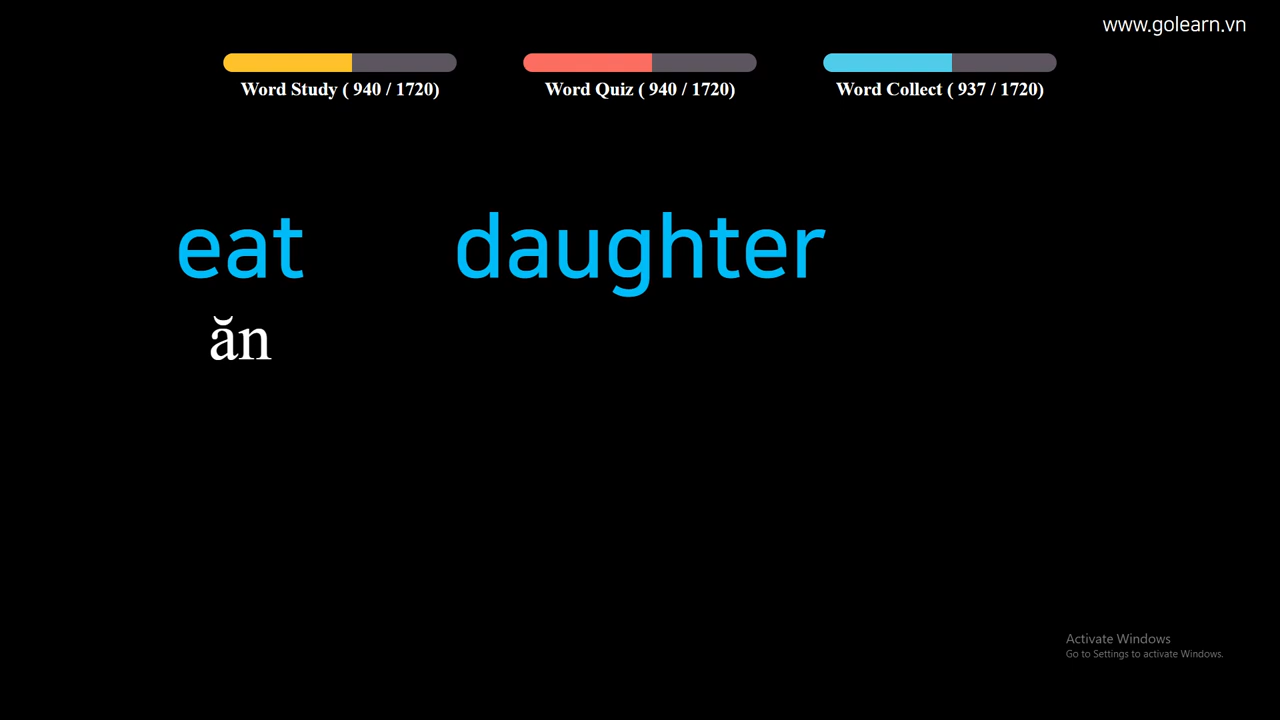 www.golearn.vn
Word Study ( 940 / 1720)
Word Quiz ( 940 / 1720)
Word Collect ( 937 / 1720)
eat daughter
ăn
Activate Windows
Go to Settings to activate Windows.